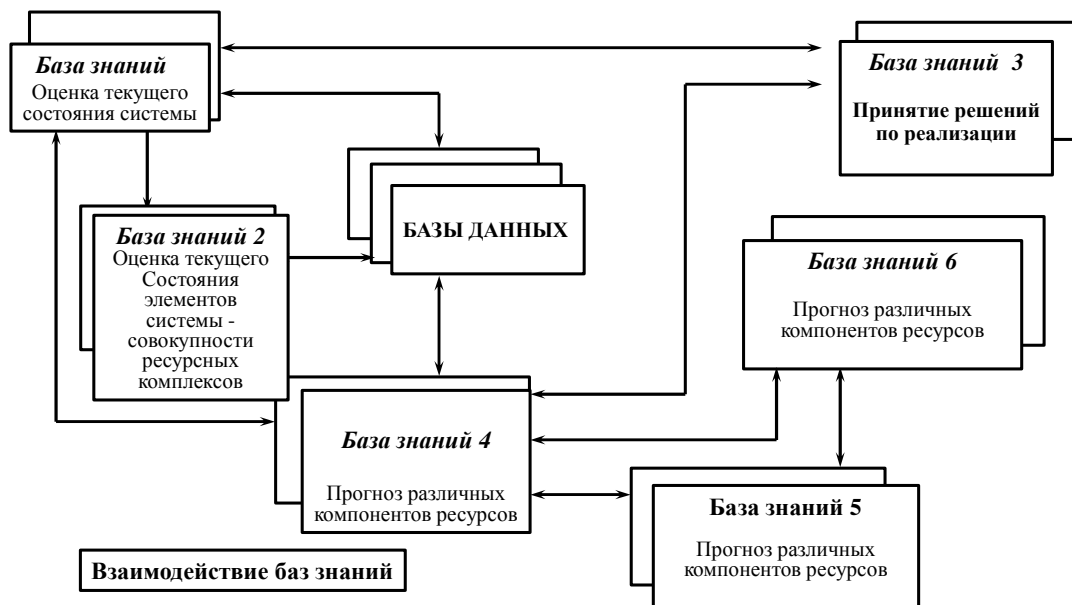 База знаний
Оценка текущего
состояния системы
База знаний  3
Принятие решений
по реализации
База знаний 2
Оценка текущего
Состояния
элементов
системы -
совокупности
ресурсных
комплексов
БАЗЫ ДАННЫХ
База знаний 6
Прогноз различных
компонентов ресурсов
База знаний 4
Прогноз различных
компонентов ресурсов
База знаний 5
Прогноз различных
компонентов ресурсов
Взаимодействие баз знаний